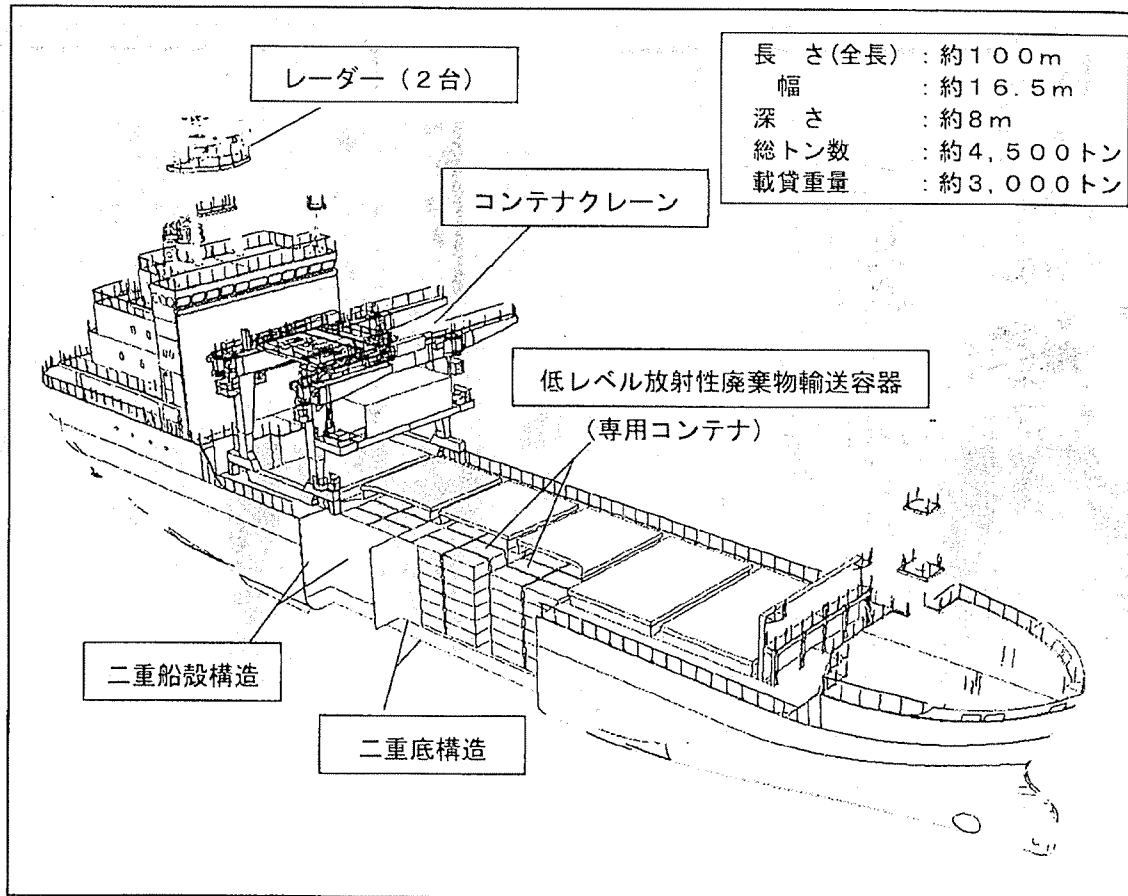 長 さ(全長) : 約100m
幅 : 約16.5m
深 さ : 約8m
総トン数 : 約4,500トン
載貨重量 : 約3,000トン
レーダー(2台)
コンテナクレーン
低レベル放射性廃棄物輸送容器
(専用コンテナ)
二重船殻構造
二重底構造